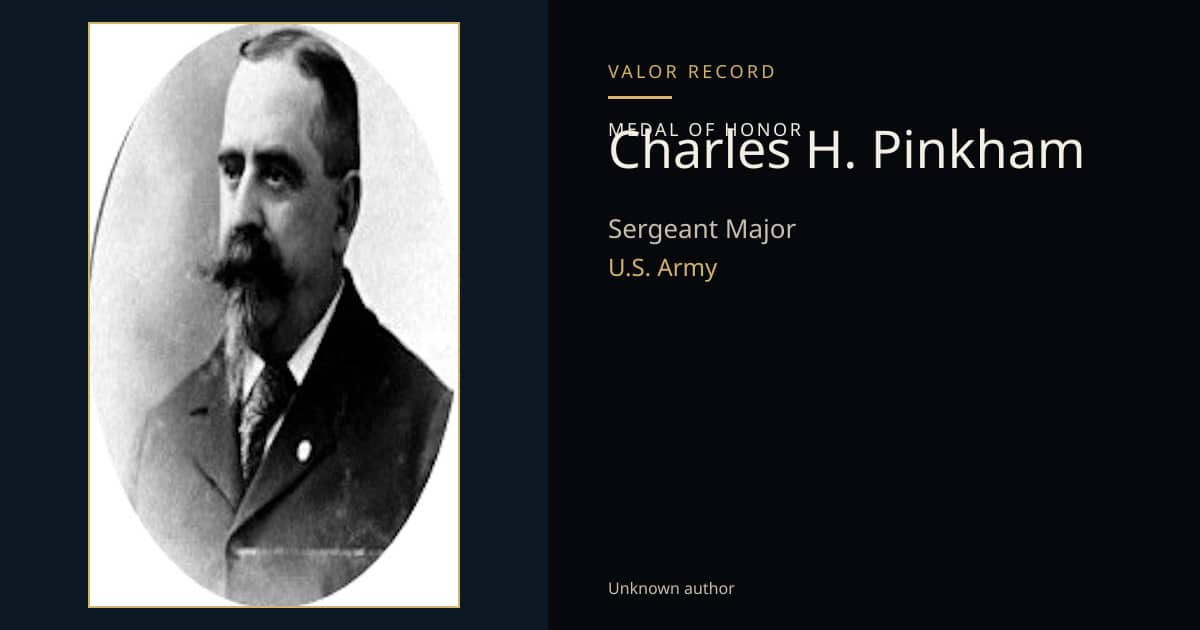 VALOR RECORD
MEDAL OF HONOR
Charles H. Pinkham
Sergeant Major
U.S. Army
Unknown author